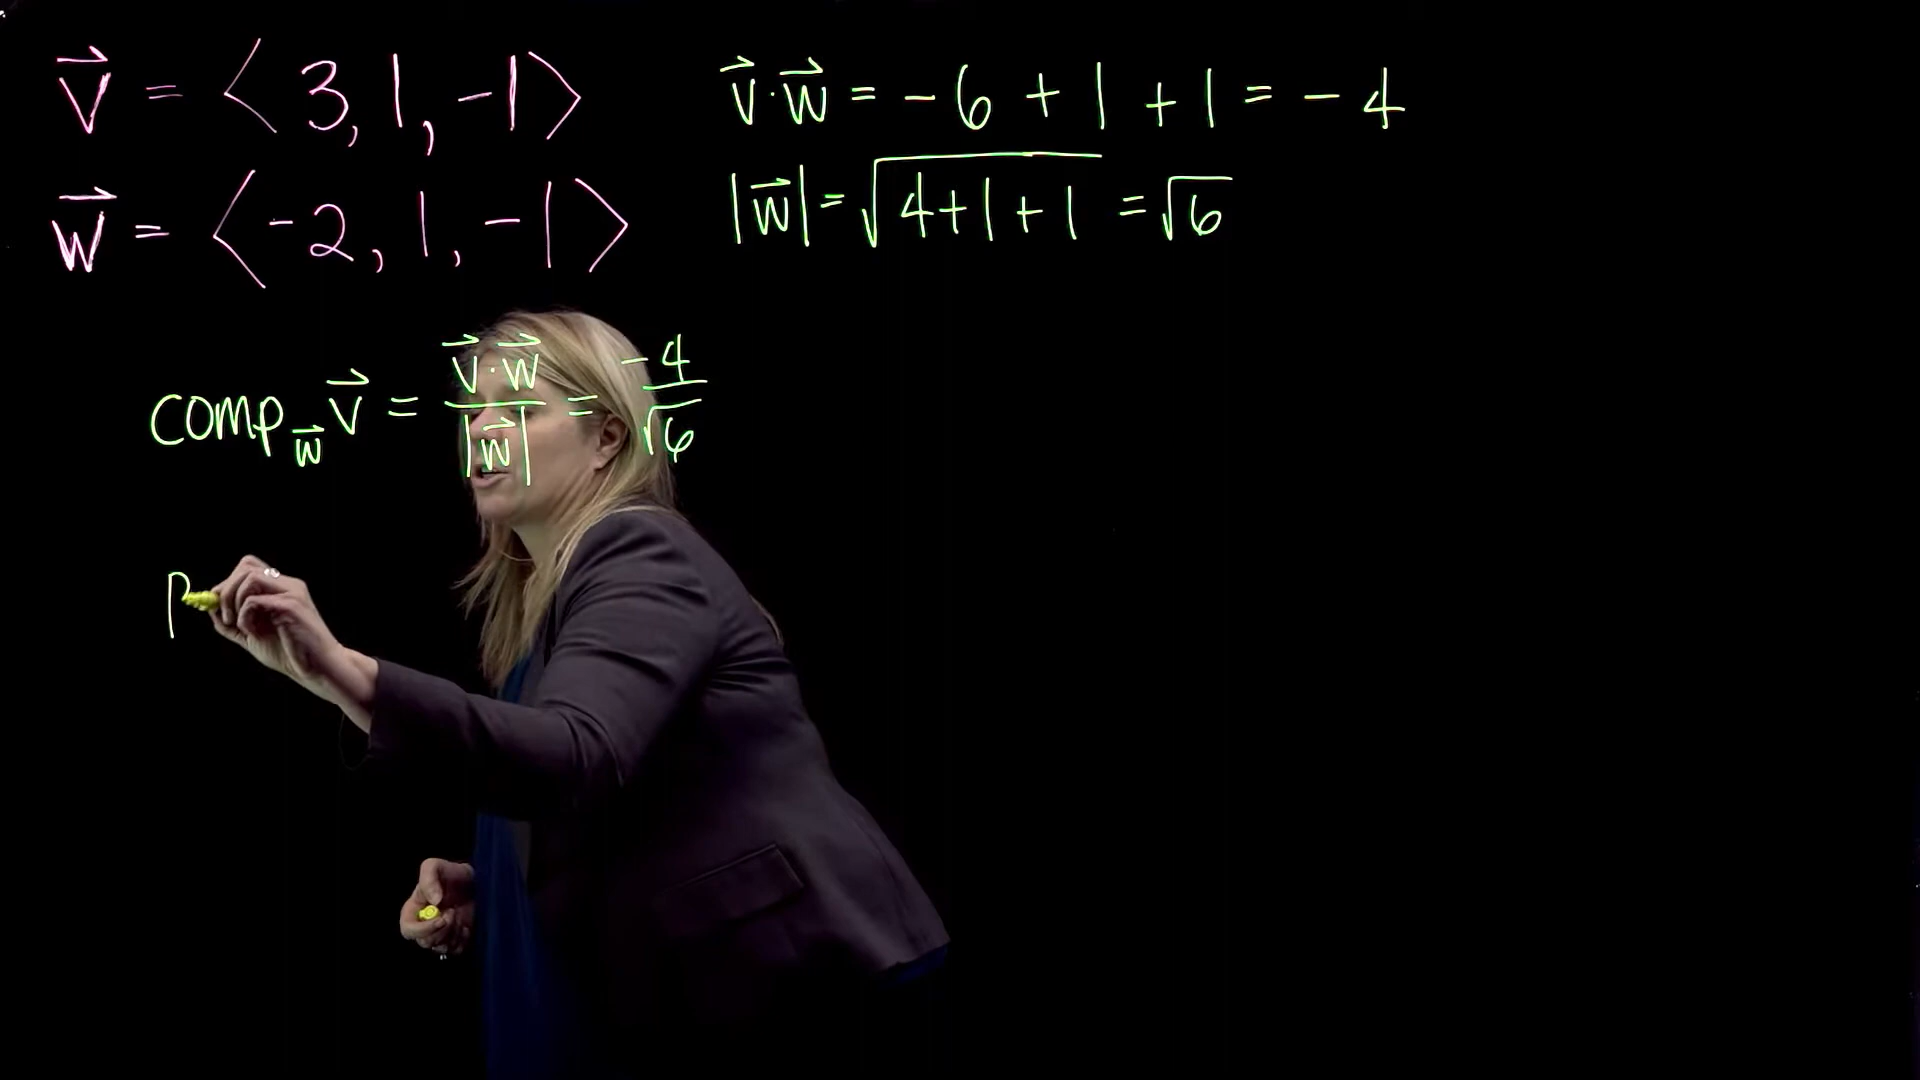 v⃗ = ⟨3, 1, -1⟩
w⃗ = ⟨-2, 1, -1⟩
v⃗·w⃗ = -6 + 1 + 1 = -4
|w⃗| = √(4+1+1) = √6
comp_w⃗ v⃗ = (v⃗·w⃗)/|w⃗| = -4/√6
P